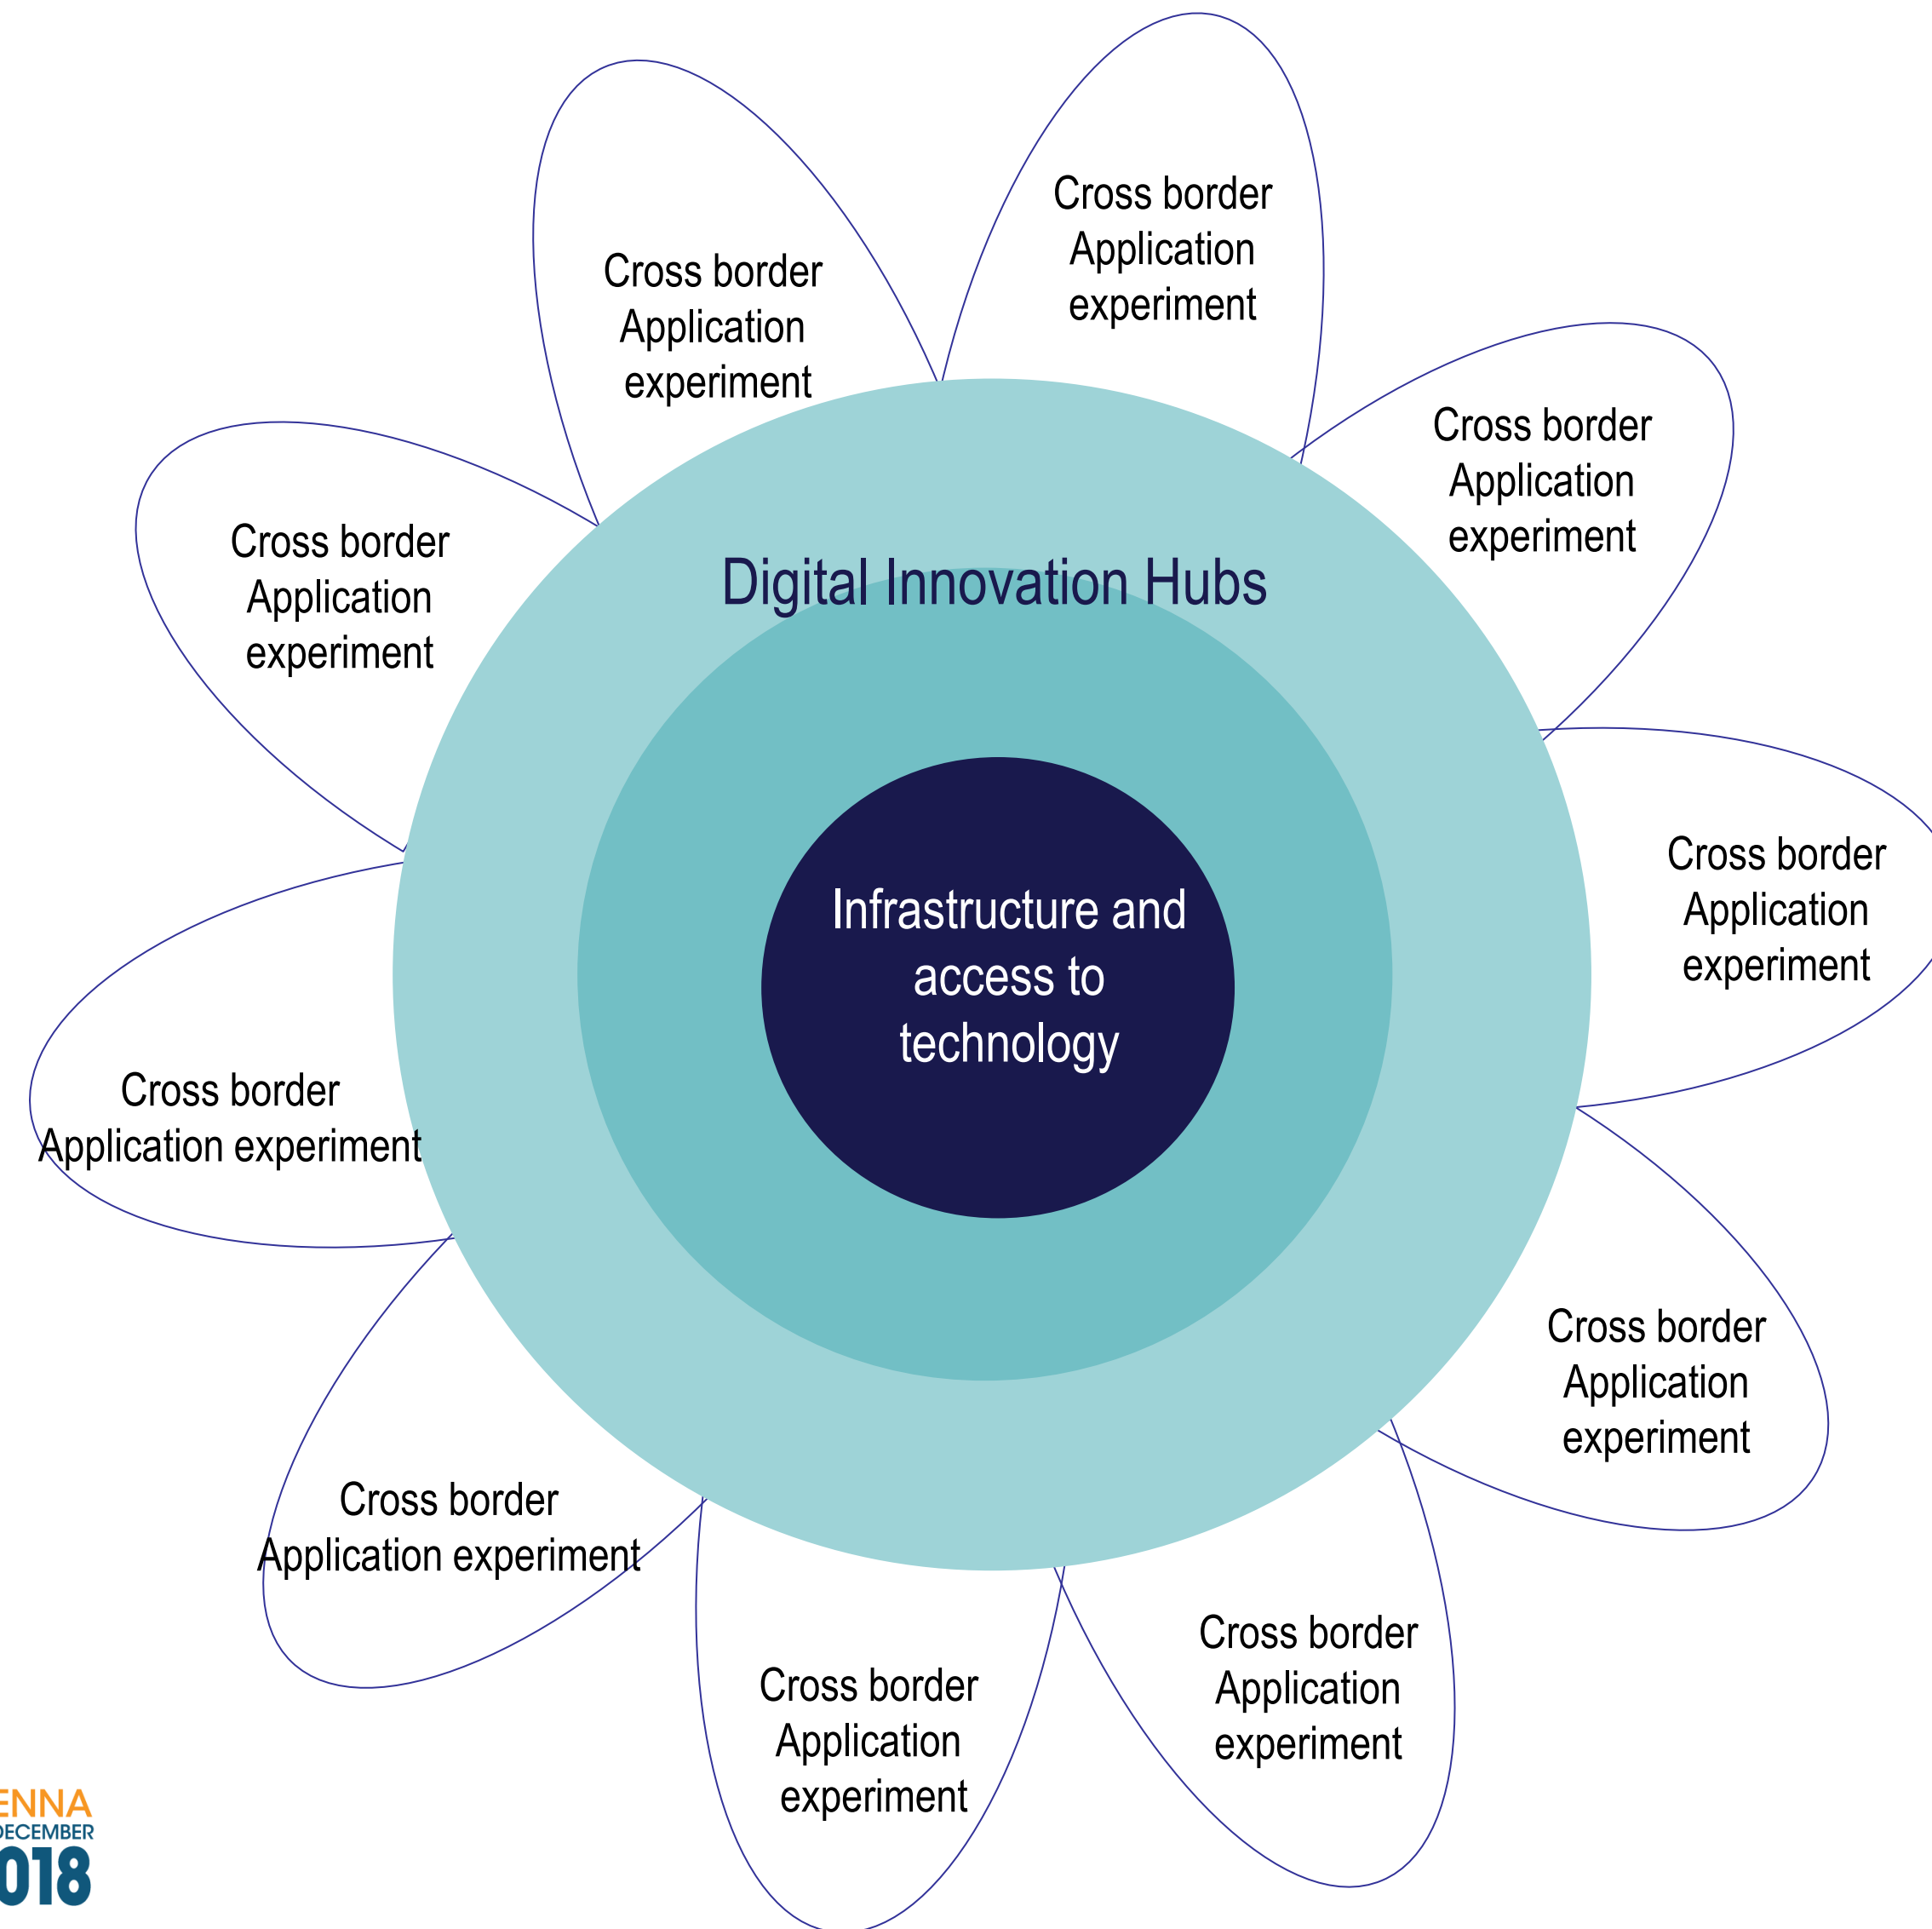 Cross border
Application
experiment
Cross border
Application
experiment
Cross border
Application
experiment
Cross border
Application
experiment
Digital Innovation Hubs
Cross border
Application
experiment
Infrastructure and
access to
technology
Cross border
Application experiment
Cross border
Application
experiment
Cross border
Application experiment
Cross border
Application
experiment
Cross border
Application
experiment
ENNA
DECEMBER
018